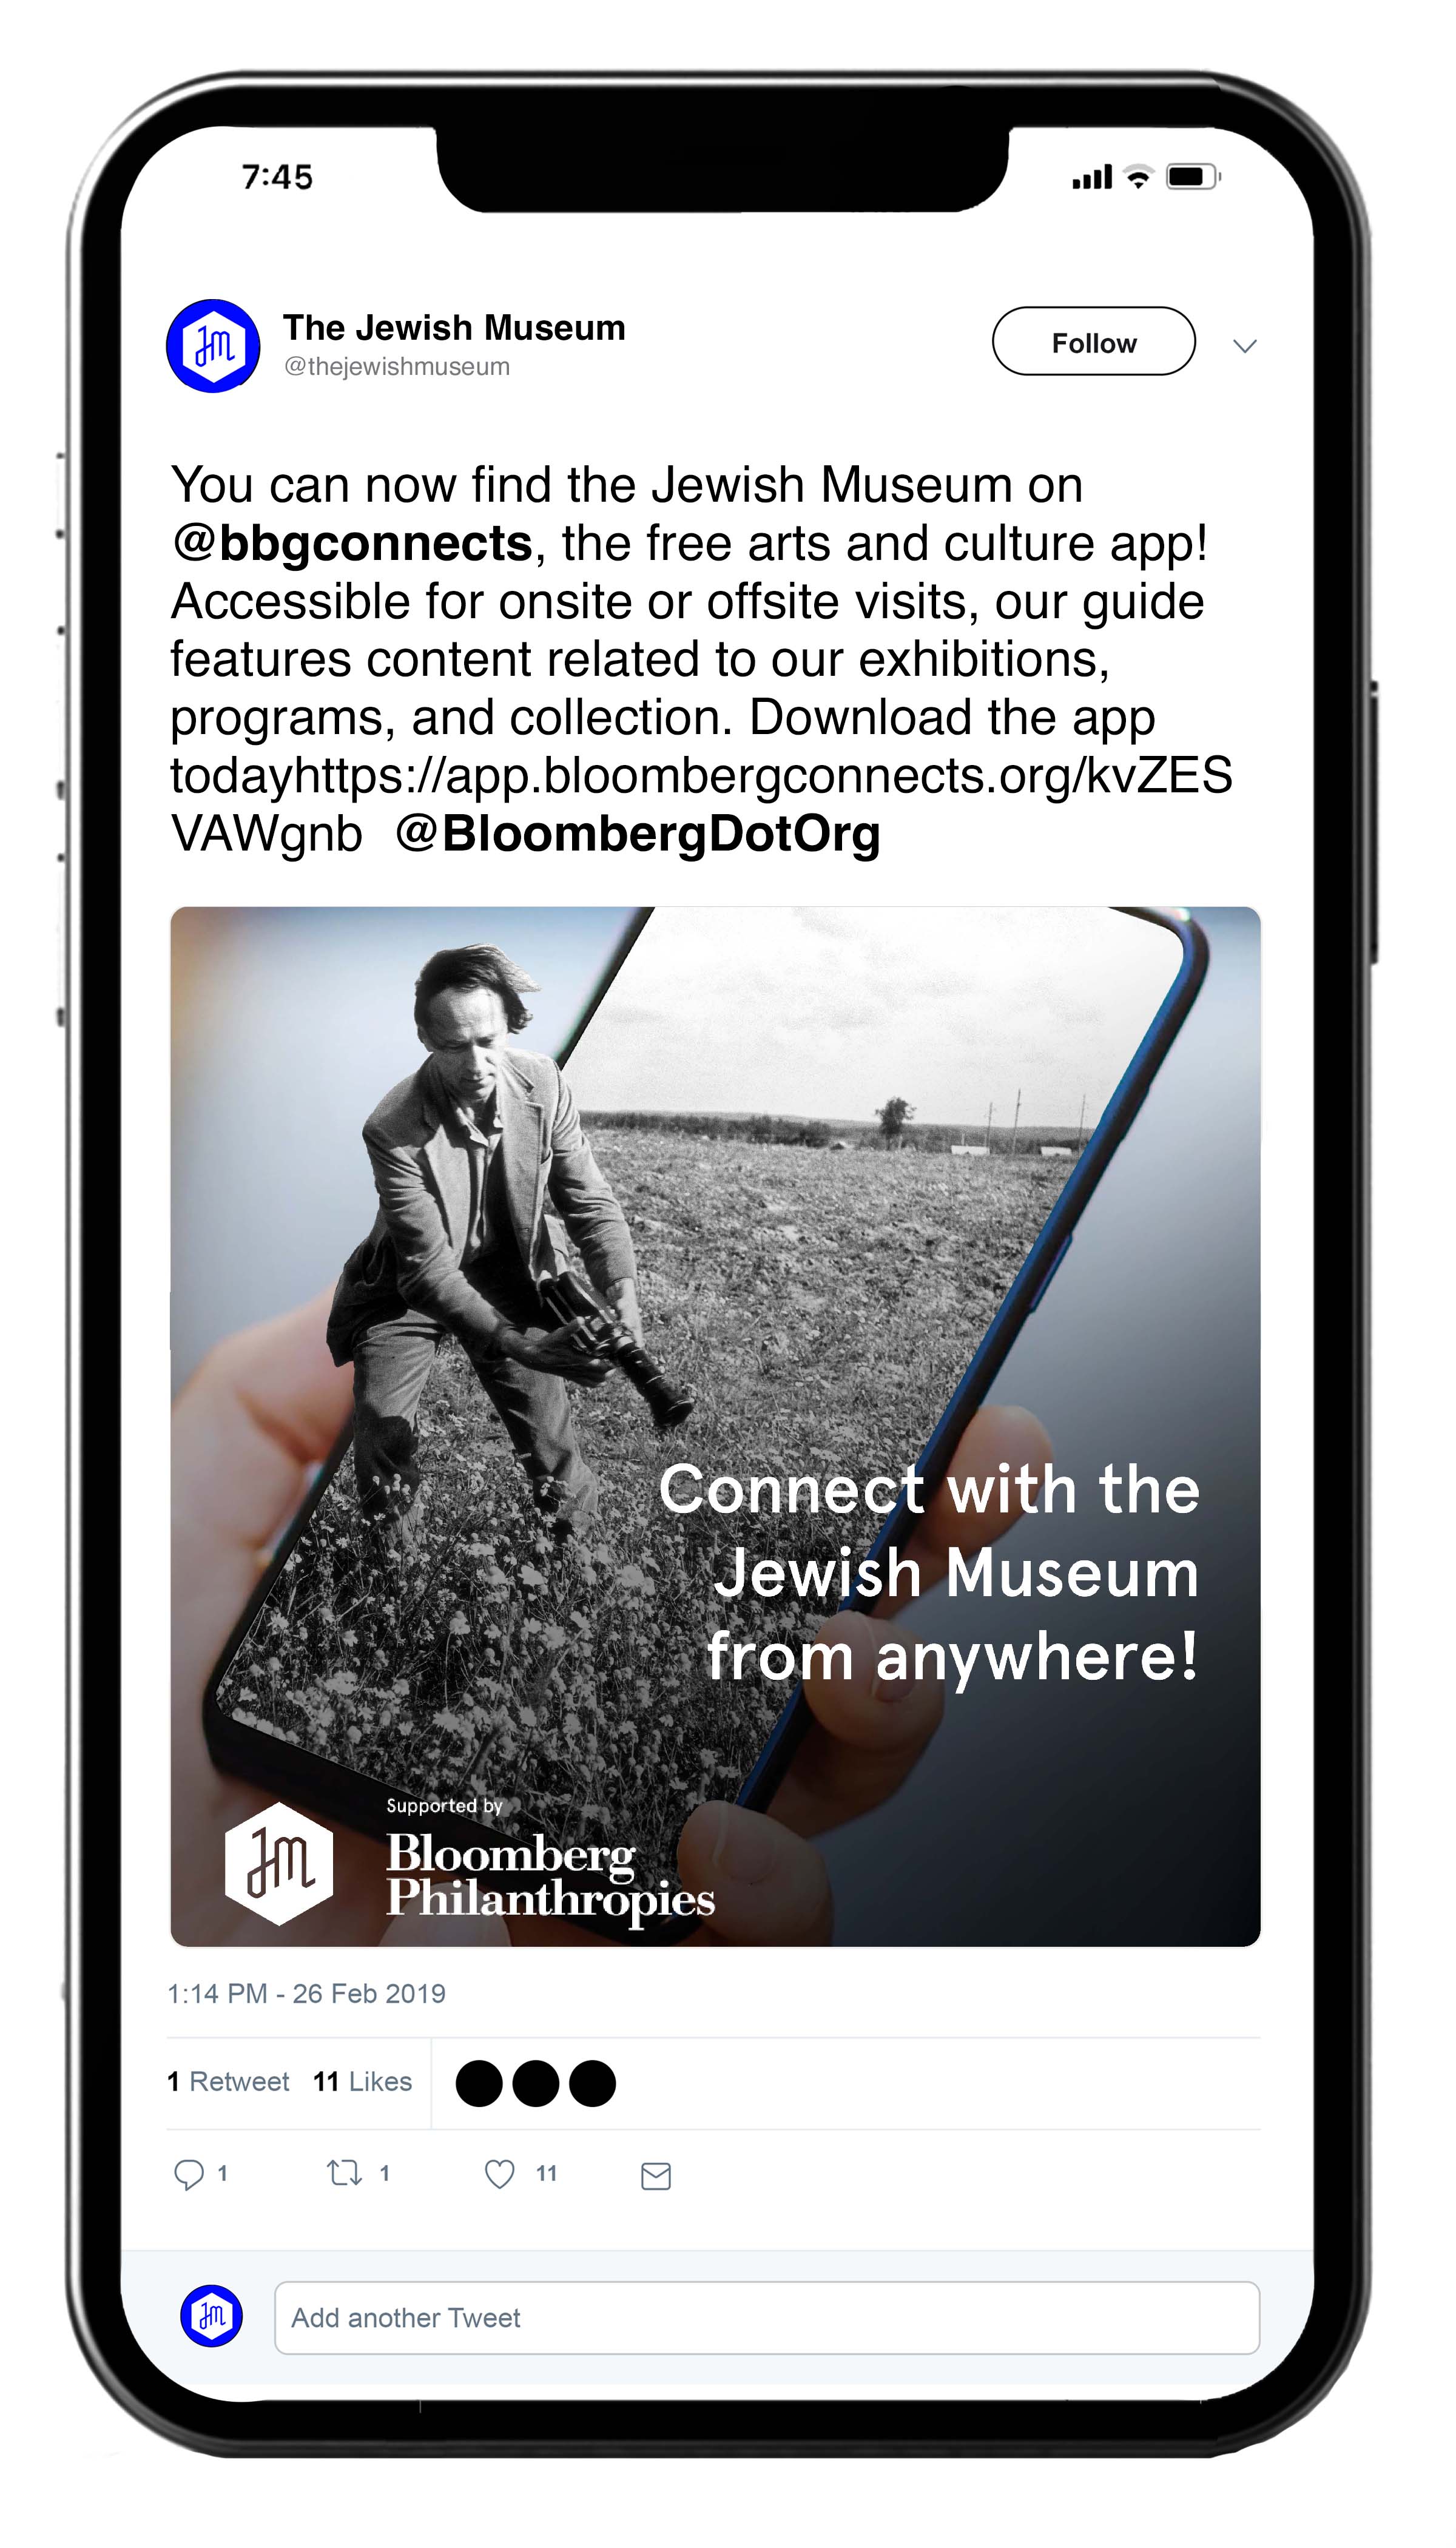 7:45
The Jewish Museum
@thejewishmuseum
Follow
You can now find the Jewish Museum on
@bbgconnects, the free arts and culture app!
Accessible for onsite or offsite visits, our guide
features content related to our exhibitions,
programs, and collection. Download the app
todayhttps://app.bloombergconnects.org/kvZES
VAWgnb @BloombergDotOrg
Connect with the
Jewish Museum
from anywhere!
Supported by
Bloomberg
Philanthropies
1:14 PM - 26 Feb 2019
1 Retweet 11 Likes
1 1 11
Add another Tweet